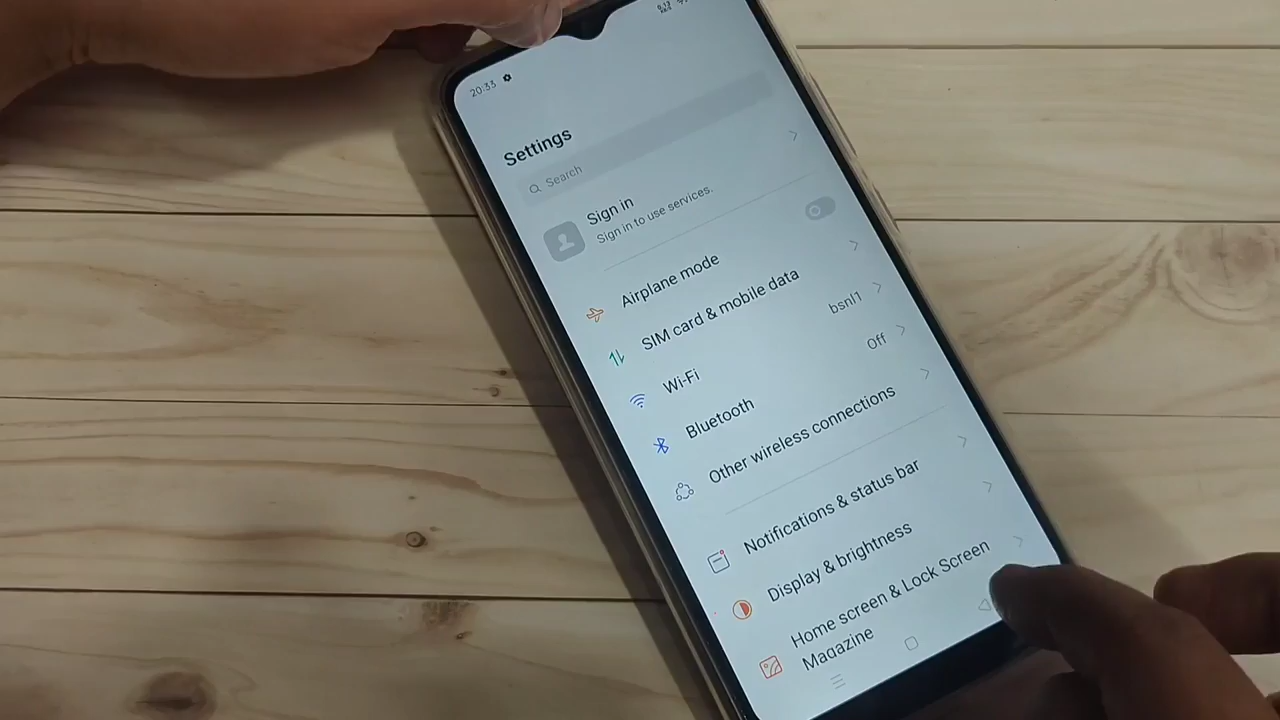 20:33
Settings
Search
Sign in
Sign in to use services.
Airplane mode
SIM card & mobile data
Wi-Fi
bsnl1
Bluetooth
Off
Other wireless connections
Notifications & status bar
Display & brightness
Home screen & Lock Screen
Magazine